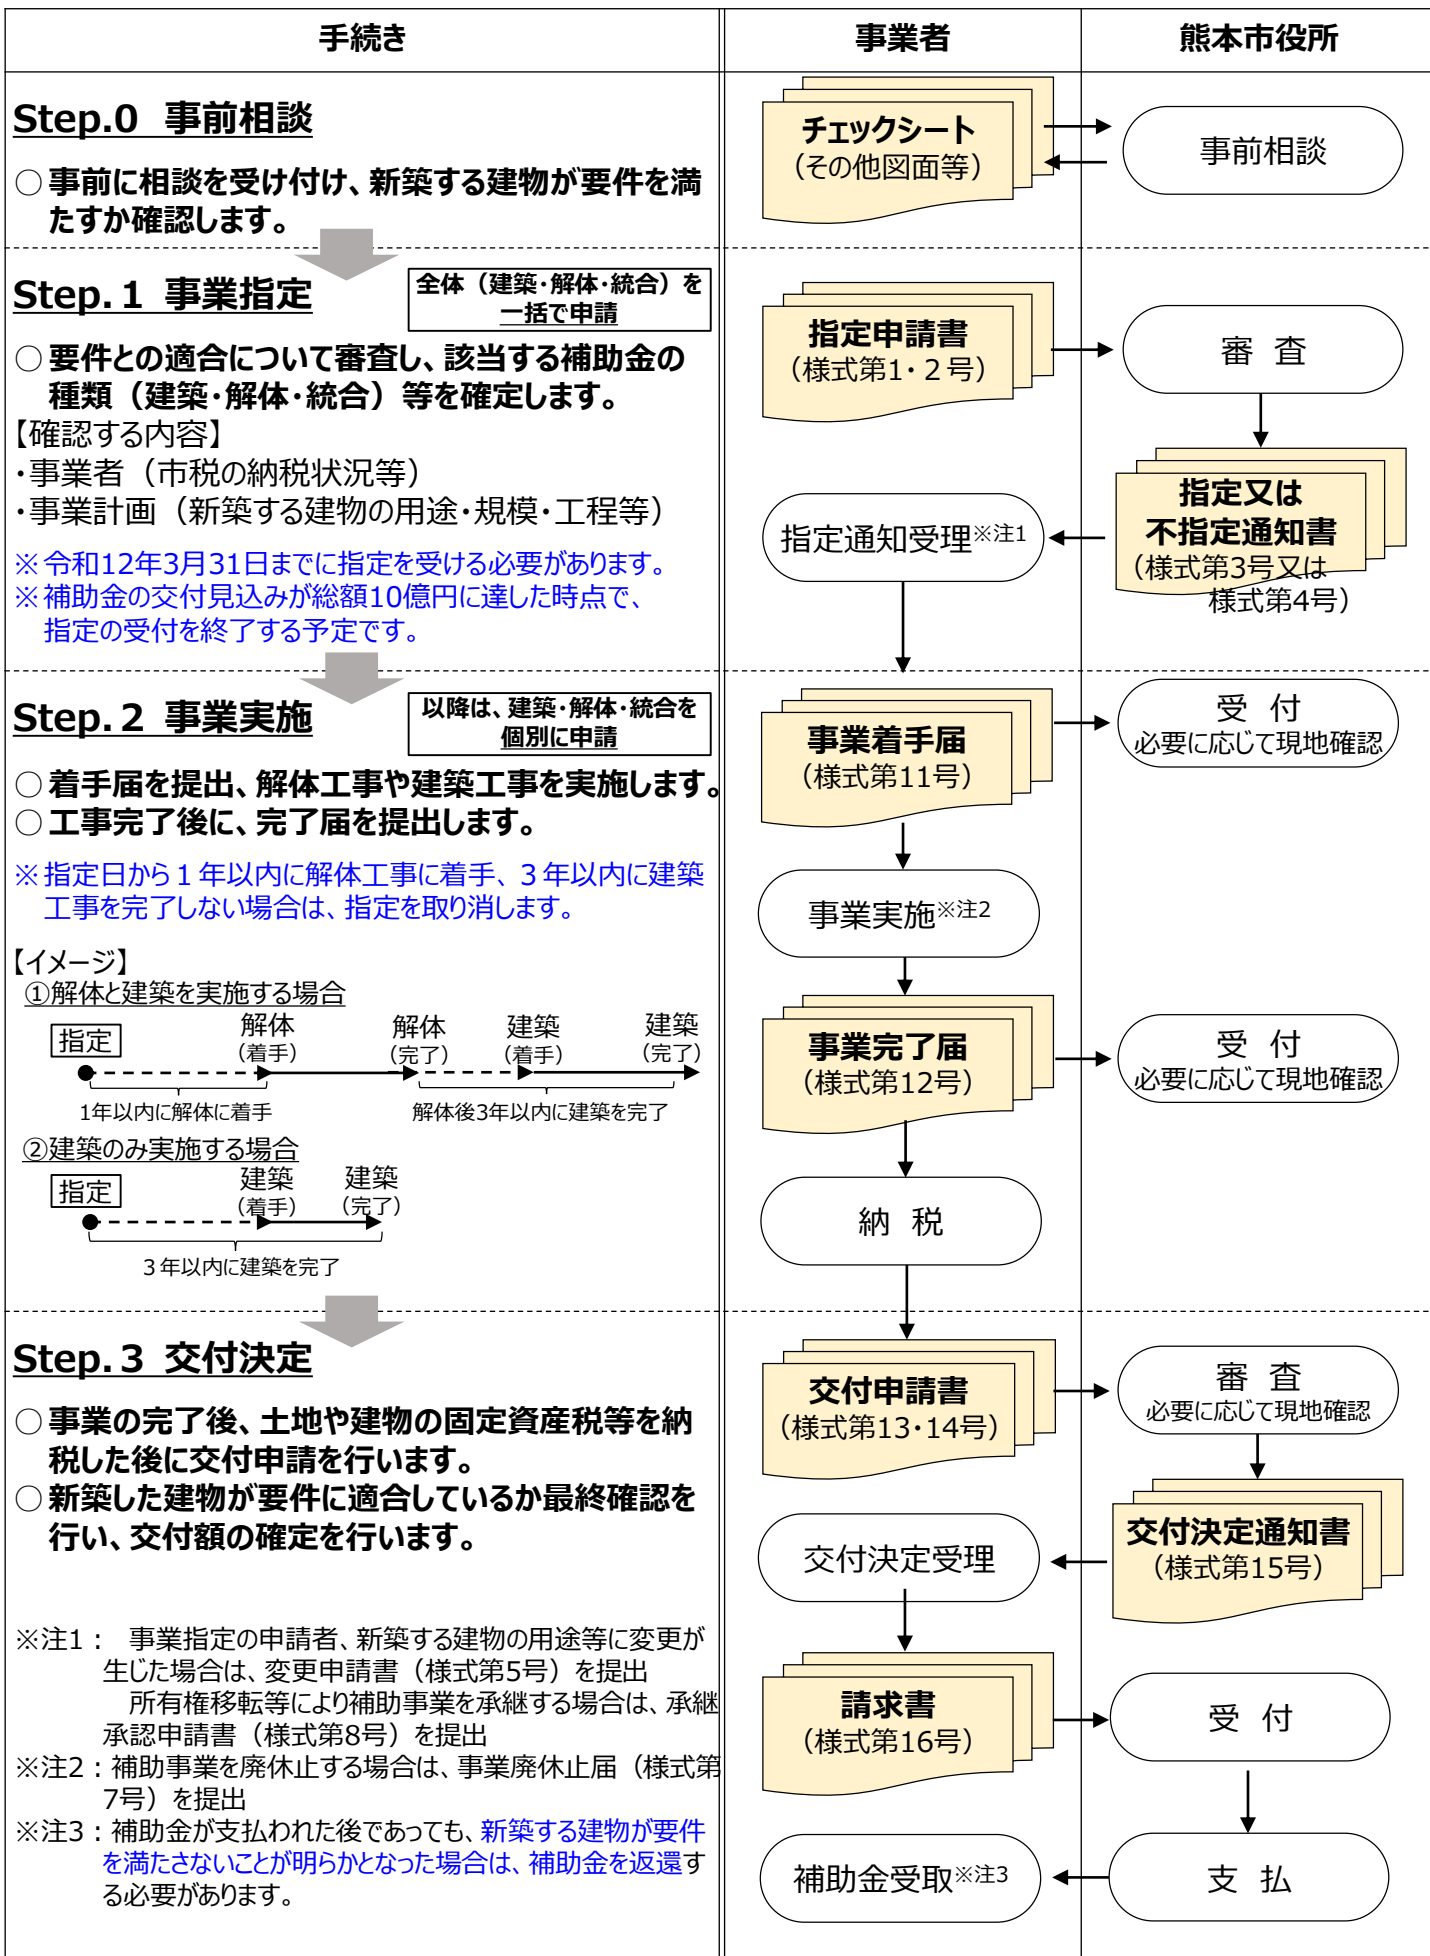 手続き
事業者
熊本市役所
Step.0 事前相談
○ 事前に相談を受け付け、新築する建物が要件を満
たすか確認します。
チェックシート
（その他図面等）
事前相談
Step.1 事業指定
全体（建築・解体・統合）を
一括で申請
○ 要件との適合について審査し、該当する補助金の
種類（建築・解体・統合）等を確定します。
【確認する内容】
・事業者（市税の納税状況等）
・事業計画（新築する建物の用途・規模・工程等）
※ 令和12年3月31日までに指定を受ける必要があります。
※ 補助金の交付見込みが総額10億円に達した時点で、
指定の受付を終了する予定です。
指定申請書
（様式第1・２号）
審 査
指定又は
不指定通知書
（様式第3号又は
様式第4号）
指定通知受理※注1
Step.２ 事業実施
以降は、建築・解体・統合を
個別に申請
○ 着手届を提出、解体工事や建築工事を実施します。
○ 工事完了後に、完了届を提出します。
※ 指定日から１年以内に解体工事に着手、３年以内に建築
工事を完了しない場合は、指定を取り消します。
【イメージ】
①解体と建築を実施する場合
指定
解体
（着手）
解体
（完了）
建築
（着手）
建築
（完了）
1年以内に解体に着手
解体後3年以内に建築を完了
②建築のみ実施する場合
指定
建築
（着手）
建築
（完了）
３年以内に建築を完了
事業着手届
（様式第11号）
受 付
必要に応じて現地確認
事業実施※注2
事業完了届
（様式第12号）
受 付
必要に応じて現地確認
納 税
Step.３ 交付決定
○ 事業の完了後、土地や建物の固定資産税等を納
税した後に交付申請を行います。
○ 新築した建物が要件に適合しているか最終確認を
行い、交付額の確定を行います。
交付申請書
（様式第13・14号）
審 査
必要に応じて現地確認
交付決定通知書
（様式第15号）
交付決定受理
請求書
（様式第16号）
受 付
支 払
補助金受取※注3
※注1： 事業指定の申請者、新築する建物の用途等に変更が
生じた場合は、変更申請書（様式第5号）を提出
所有権移転等により補助事業を承継する場合は、承継
承認申請書（様式第8号）を提出
※注2：補助事業を廃休止する場合は、事業廃休止届（様式第
7号）を提出
※注3：補助金が支払われた後であっても、新築する建物が要件
を満たさないことが明らかとなった場合は、補助金を返還す
る必要があります。